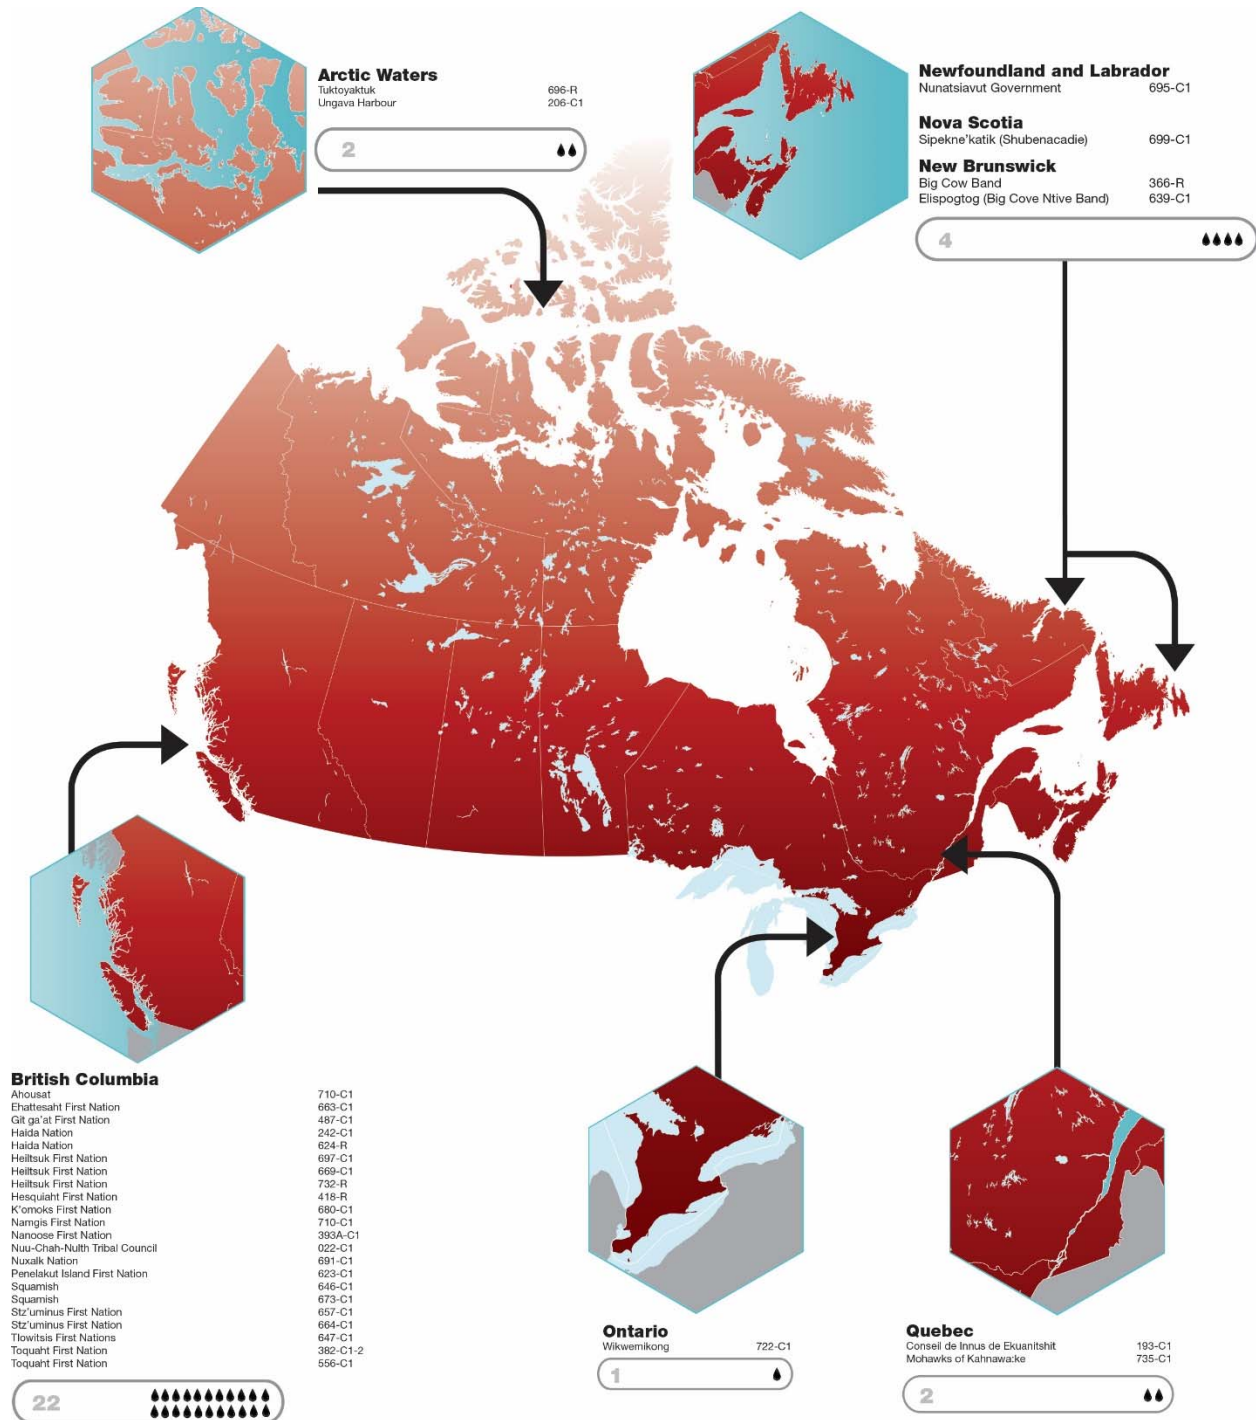 Arctic Waters
Tuktoyaktuk 696-R
Ungava Harbour 206-C1
2
Newfoundland and Labrador
Nunatsiavut Government 695-C1
Nova Scotia
Sipekne'katik (Shubenacadie) 699-C1
New Brunswick
Big Cow Band 366-R
Elispogtog (Big Cove Ntive Band) 639-C1
4
British Columbia
Ahousat 710-C1
Ehattesaht First Nation 663-C1
Git ga'at First Nation 487-C1
Haida Nation 242-C1
Haida Nation 624-R
Heiltsuk First Nation 697-C1
Heiltsuk First Nation 669-C1
Heiltsuk First Nation 732-R
Hesquiaht First Nation 418-R
K'omoks First Nation 680-C1
Namgis First Nation 710-C1
Nanoose First Nation 393A-C1
Nuu-Chah-Nulth Tribal Council 022-C1
Nuxalk Nation 691-C1
Penelakut Island First Nation 623-C1
Squamish 646-C1
Squamish 673-C1
Stz'uminus First Nation 657-C1
Stz'uminus First Nation 664-C1
Tlowitsis First Nations 647-C1
Toquaht First Nation 382-C1-2
Toquaht First Nation 556-C1
22
Ontario
Wikwemikong 722-C1
1
Quebec
Conseil de Innus de Ekuanitshit 193-C1
Mohawks of Kahnawa:ke 735-C1
2